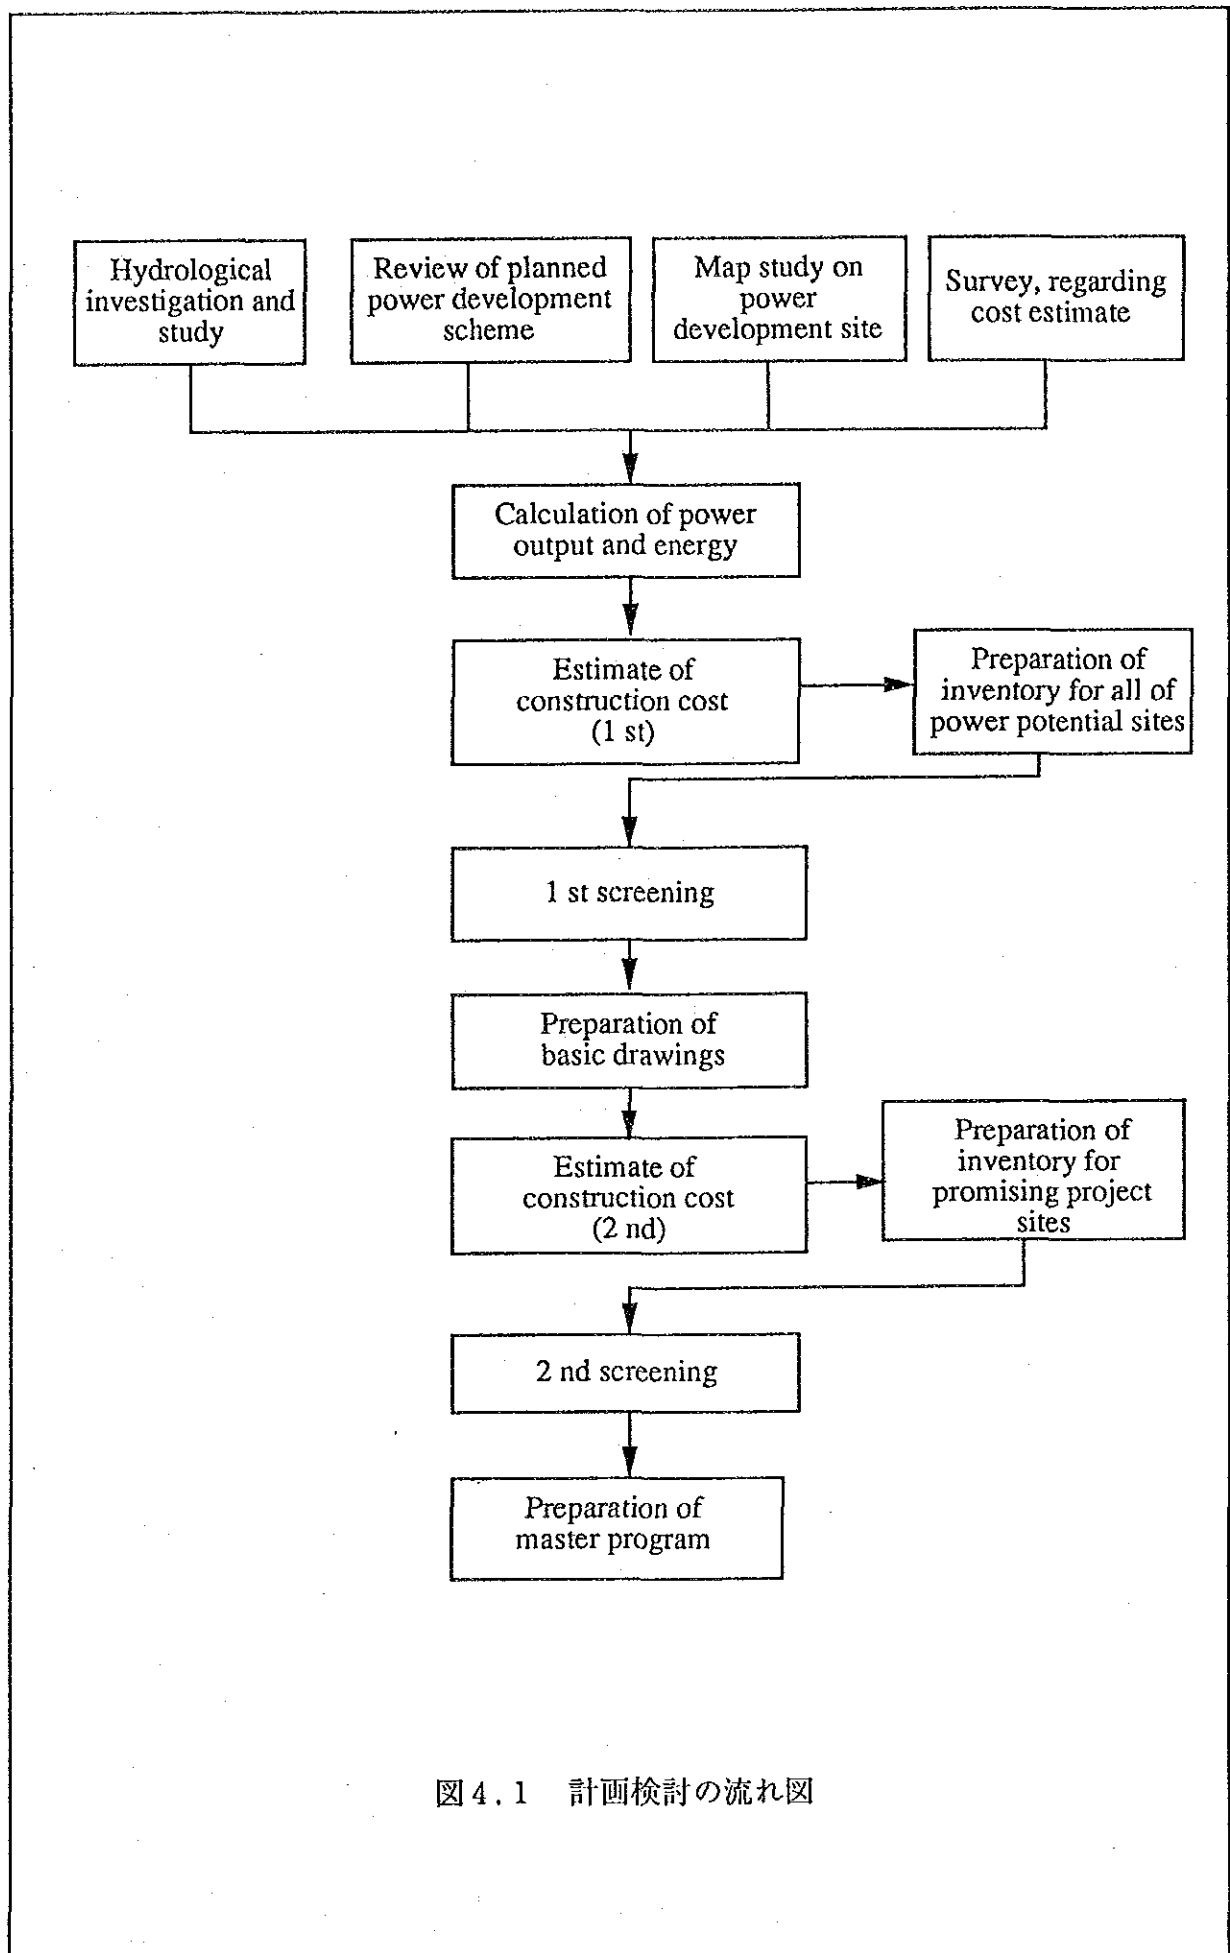 Hydrological
investigation and
study
Review of planned
power development
scheme
Map study on
power
development site
Survey, regarding
cost estimate
Calculation of power
output and energy
Estimate of
construction cost
(1 st)
Preparation of
inventory for all of
power potential sites
1 st screening
Preparation of
basic drawings
Estimate of
construction cost
(2 nd)
Preparation of
inventory for
promising project
sites
2 nd screening
Preparation of
master program
図4.1 計画検討の流れ図